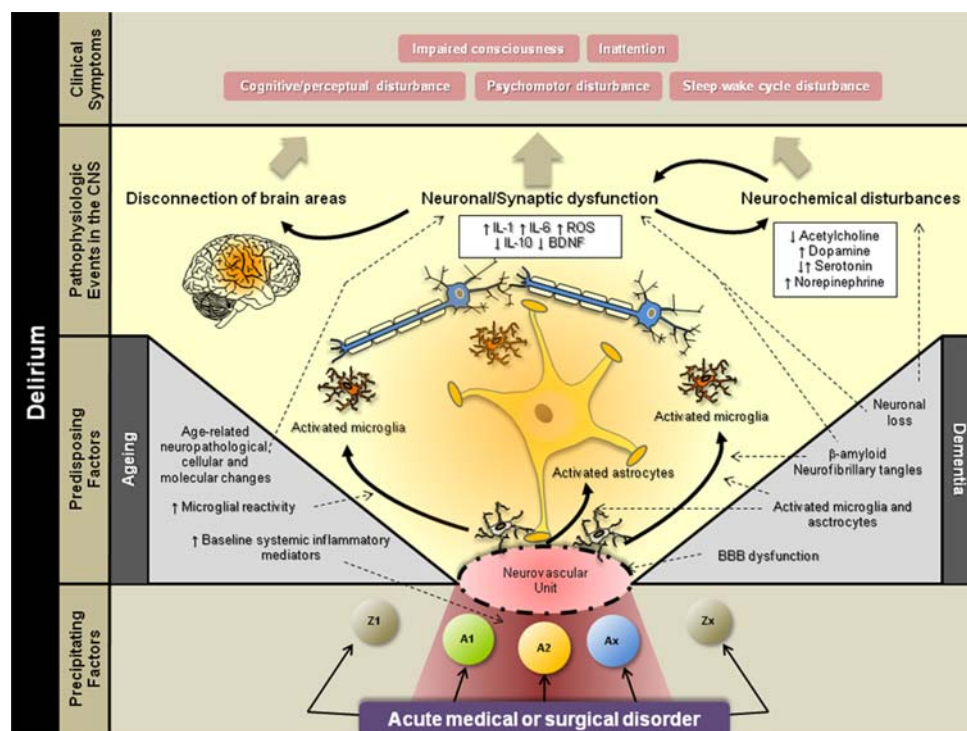 Delirium
Clinical
Symptoms
Impaired consciousness
Inattention
Cognitive/perceptual disturbance
Psychomotor disturbance
Sleep-wake cycle disturbance
Pathophysiologic
Events in the CNS
Disconnection of brain areas
Neuronal/Synaptic dysfunction
Neurochemical disturbances
↑ IL-1 ↑ IL-6 ↑ ROS
↓ IL-10 ↓ BDNF
↓ Acetylcholine
↑ Dopamine
↓↑ Serotonin
↑ Norepinephrine
Predisposing
Factors
Ageing
Age-related
neuropathological;
cellular and
molecular changes
↑ Microglial reactivity
↑ Baseline systemic inflammatory
mediators
Activated microglia
Activated astrocytes
Activated microglia
Neuronal
loss
β-amyloid
Neurofibrillary tangles
Activated microglia and
asctrocytes
BBB dysfunction
Dementia
Neurovascular
Unit
Precipitating
Factors
Z1
A1
A2
Ax
Zx
Acute medical or surgical disorder